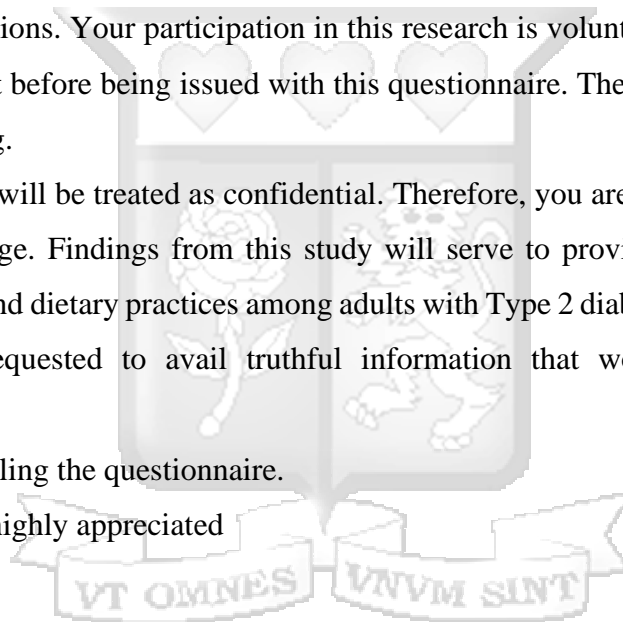 ions. Your participation in this research is volunt
before being issued with this questionnaire. The
g.
will be treated as confidential. Therefore, you are
ge. Findings from this study will serve to provi
nd dietary practices among adults with Type 2 diab
equested to avail truthful information that wo
ling the questionnaire.
highly appreciated
VT OMNES VNVM SINT